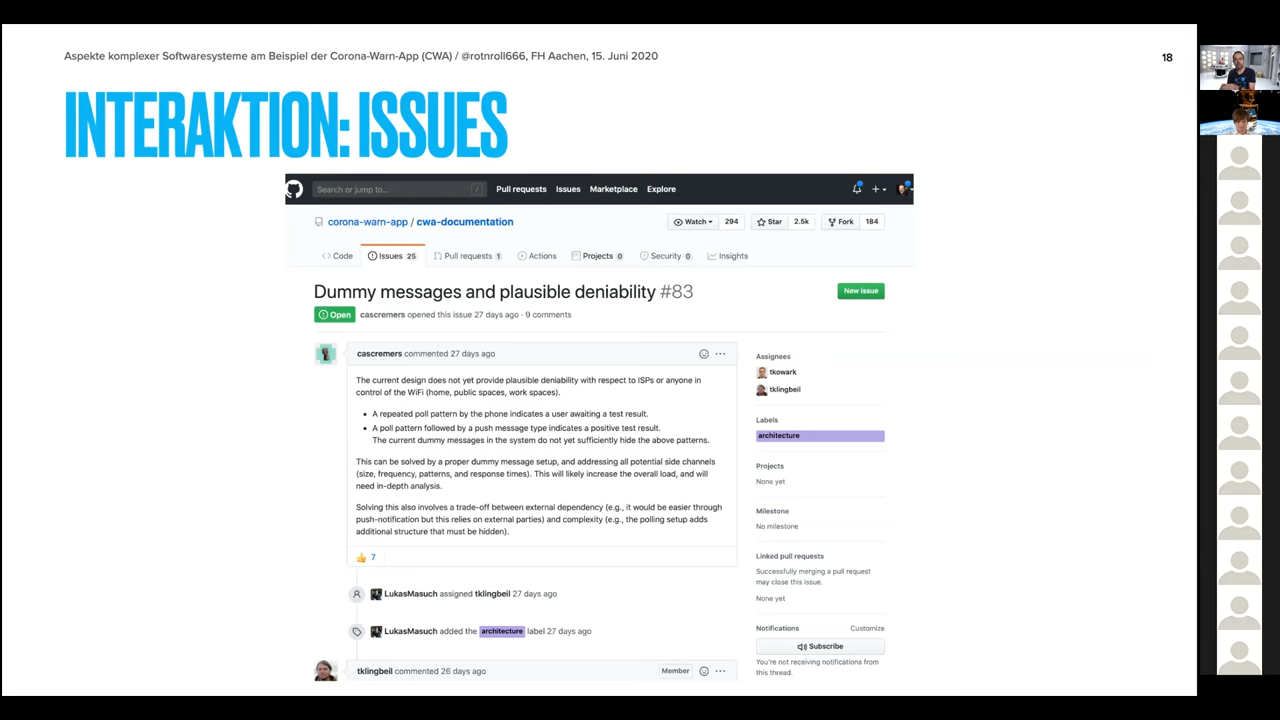 Aspekte komplexer Softwaresysteme am Beispiel der Corona-Warn-App (CWA) / @rotnroll666, FH Aachen, 15. Juni 2020
18
INTERAKTION: ISSUES
Search or jump to... /
Pull requests Issues Marketplace Explore
corona-warn-app / cwa-documentation
Watch 294 Star 2.5k Fork 184
<> Code Issues 25 Pull requests 1 Actions Projects 0 Security 0 Insights
Dummy messages and plausible deniability #83
New issue
Open cascremers opened this issue 27 days ago · 9 comments
cascremers commented 27 days ago
The current design does not yet provide plausible deniability with respect to ISPs or anyone in
control of the WiFi (home, public spaces, work spaces).
• A repeated poll pattern by the phone indicates a user awaiting a test result.
• A poll pattern followed by a push message type indicates a positive test result.
The current dummy messages in the system do not yet sufficiently hide the above patterns.
This can be solved by a proper dummy message setup, and addressing all potential side channels
(size, frequency, patterns, and response times). This will likely increase the overall load, and will
need in-depth analysis.
Solving this also involves a trade-off between external dependency (e.g., it would be easier through
push-notification but this relies on external parties) and complexity (e.g., the polling setup adds
additional structure that must be hidden).
👍 7
LukasMasuch assigned tklingbeil 27 days ago
LukasMasuch added the architecture label 27 days ago
tklingbeil commented 26 days ago
Member
Assignees
tkowark
tklingbeil
Labels
architecture
Projects
None yet
Milestone
No milestone
Linked pull requests
Successfully merging a pull request
may close this issue.
None yet
Notifications Customize
Subscribe
You're not receiving notifications from
this thread.